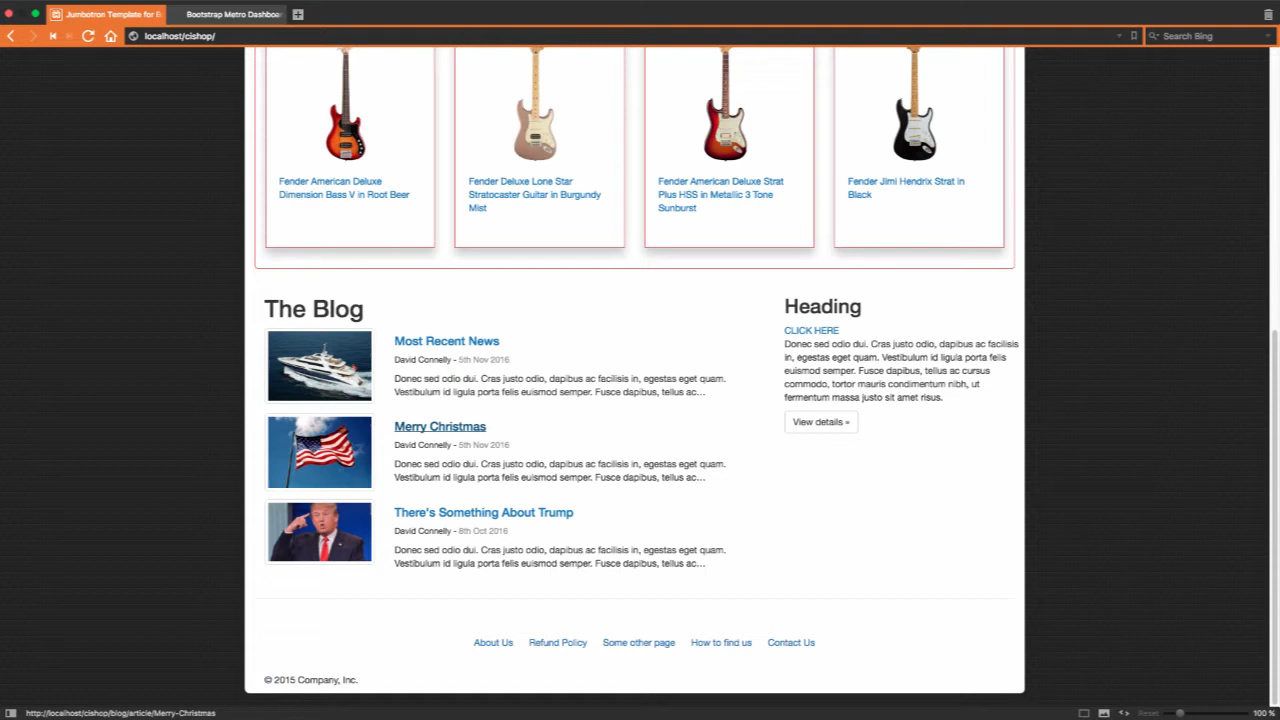 Jumbotron Template for B
Bootstrap Metro Dashboa
localhost/cishop/
Search Bing
Fender American Deluxe
Dimension Bass V in Root Beer
Fender Deluxe Lone Star
Stratocaster Guitar in Burgundy
Mist
Fender American Deluxe Strat
Plus HSS in Metallic 3 Tone
Sunburst
Fender Jimi Hendrix Strat in
Black
The Blog
Most Recent News
David Connelly - 5th Nov 2016
Donec sed odio dui. Cras justo odio, dapibus ac facilisis in, egestas eget quam.
Vestibulum id ligula porta felis euismod semper. Fusce dapibus, tellus ac...
Merry Christmas
David Connelly - 5th Nov 2016
Donec sed odio dui. Cras justo odio, dapibus ac facilisis in, egestas eget quam.
Vestibulum id ligula porta felis euismod semper. Fusce dapibus, tellus ac...
There's Something About Trump
David Connelly - 8th Oct 2016
Donec sed odio dui. Cras justo odio, dapibus ac facilisis in, egestas eget quam.
Vestibulum id ligula porta felis euismod semper. Fusce dapibus, tellus ac...
Heading
CLICK HERE
Donec sed odio dui. Cras justo odio, dapibus ac facilisis
in, egestas eget quam. Vestibulum id ligula porta felis
euismod semper. Fusce dapibus, tellus ac cursus
commodo, tortor mauris condimentum nibh, ut
fermentum massa justo sit amet risus.
View details »
About Us
Refund Policy
Some other page
How to find us
Contact Us
© 2015 Company, Inc.
http://localhost/cishop/blog/article/Merry-Christmas
Reset
100 %